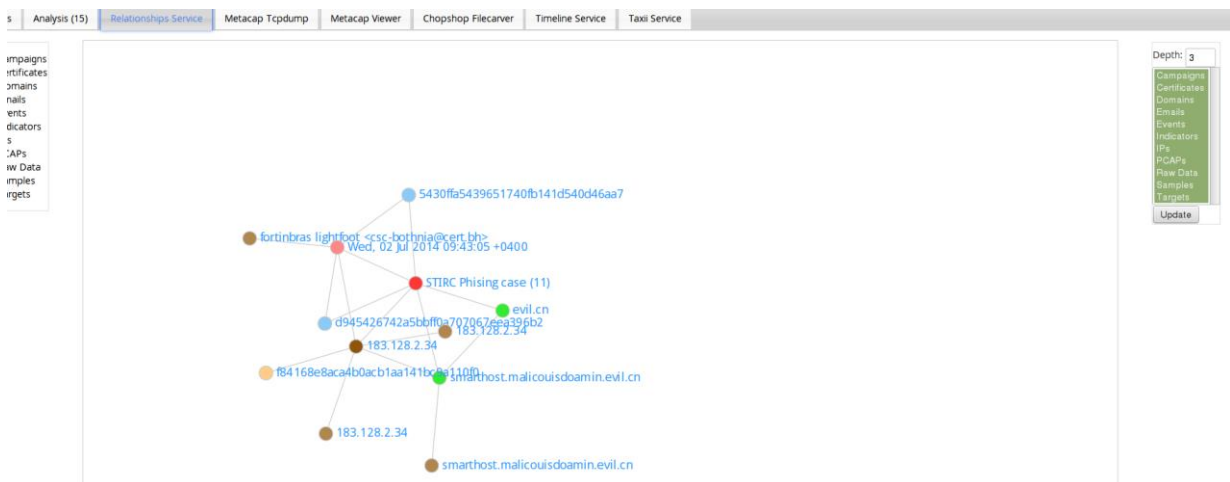 s Analysis (15) Relationships Service Metacap Tcpdump Metacap Viewer Chopshop Filecarver Timeline Service Taxii Service
ampaigns
ertificates
omains
mails
vents
dicators
s
CAPs
aw Data
amples
argets
Depth: 3
Campaigns
Certificates
Domains
Emails
Events
Indicators
IPs
PCAPs
Raw Data
Samples
Targets
Update
5430ffa5439651740fb141d540d46aa7
fortinbras lightfoot <csc-bothnia@cert.bh>
Wed, 02 Jul 2014 09:43:05 +0400
STIRC Phising case (11)
evil.cn
d945426742a5bbff0a707067eea396b2
183.128.2.34
183.128.2.34
smarthost.malicouisdoamin.evil.cn
183.128.2.34
smarthost.malicouisdoamin.evil.cn